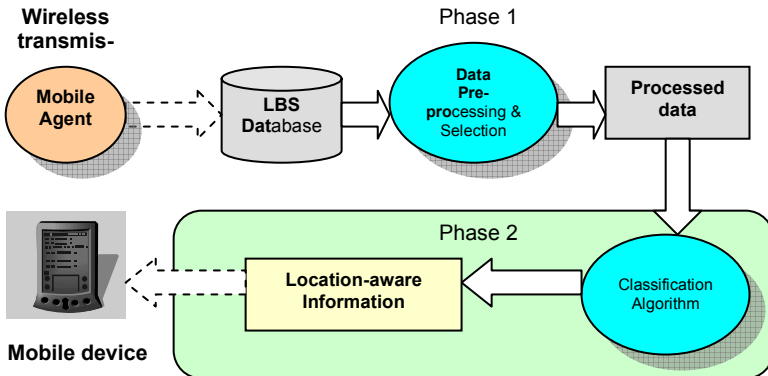 Wireless
transmis-
Phase 1
Mobile
Agent
LBS
Database
Data
Pre-
processing &
Selection
Processed
data
Phase 2
Location-aware
Information
Classification
Algorithm
Mobile device